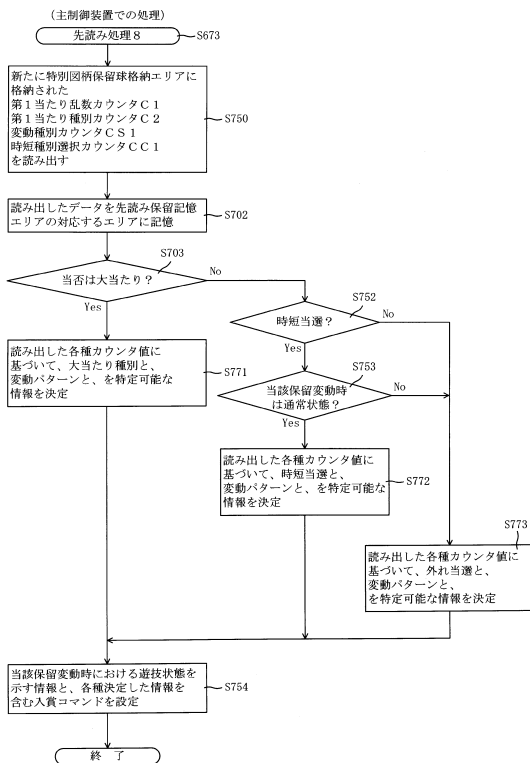 （主制御装置での処理）
先読み処理８
S673
新たに特別図柄保留球格納エリアに
格納された
第１当たり乱数カウンタＣ１
第１当たり種別カウンタＣ２
変動種別カウンタＣＳ１
時短種別選択カウンタＣＣ１
を読み出す
S750
読み出したデータを先読み保留記憶
エリアの対応するエリアに記憶
S702
当否は大当たり？
S703
No
Yes
時短当選？
S752
No
Yes
読み出した各種カウンタ値に
基づいて、大当たり種別と、
変動パターンと、を特定可能な
情報を決定
S771
当該保留変動時
は通常状態？
S753
No
Yes
読み出した各種カウンタ値に
基づいて、時短当選と、
変動パターンと、を特定可能な
情報を決定
S772
S773
読み出した各種カウンタ値に
基づいて、外れ当選と、
変動パターンと、
を特定可能な情報を決定
当該保留変動時における遊技状態を
示す情報と、各種決定した情報を
含む入賞コマンドを設定
S754
終　了